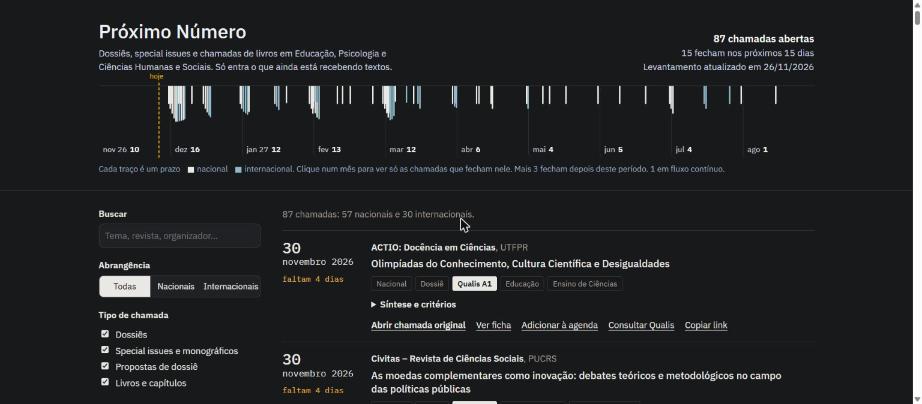 Próximo Número
Dossiês, special issues e chamadas de livros em Educação, Psicologia e
Ciências Humanas e Sociais. Só entra o que ainda está recebendo textos.
87 chamadas abertas
15 fecham nos próximos 15 dias
Levantamento atualizado em 26/11/2026
hoje
nov 26 10 dez 16 jan 27 12 fev 13 mar 12 abr 6 mai 4 jun 5 jul 4 ago 1
Cada traço é um prazo nacional internacional. Clique num mês para ver só as chamadas que fecham nele. Mais 3 fecham depois deste período. 1 em fluxo contínuo.
Buscar
Tema, revista, organizador...
Abrangência
Todas Nacionais Internacionais
Tipo de chamada
Dossiês
Special issues e monográficos
Propostas de dossiê
Livros e capítulos
87 chamadas: 57 nacionais e 30 internacionais.
30
novembro 2026
faltam 4 dias
ACTIO: Docência em Ciências, UTFPR
Olimpíadas do Conhecimento, Cultura Científica e Desigualdades
Nacional Dossiê Qualis A1 Educação Ensino de Ciências
Síntese e critérios
Abrir chamada original Ver ficha Adicionar à agenda Consultar Qualis Copiar link
30
novembro 2026
faltam 4 dias
Civitas – Revista de Ciências Sociais, PUCRS
As moedas complementares como inovação: debates teóricos e metodológicos no campo
das políticas públicas